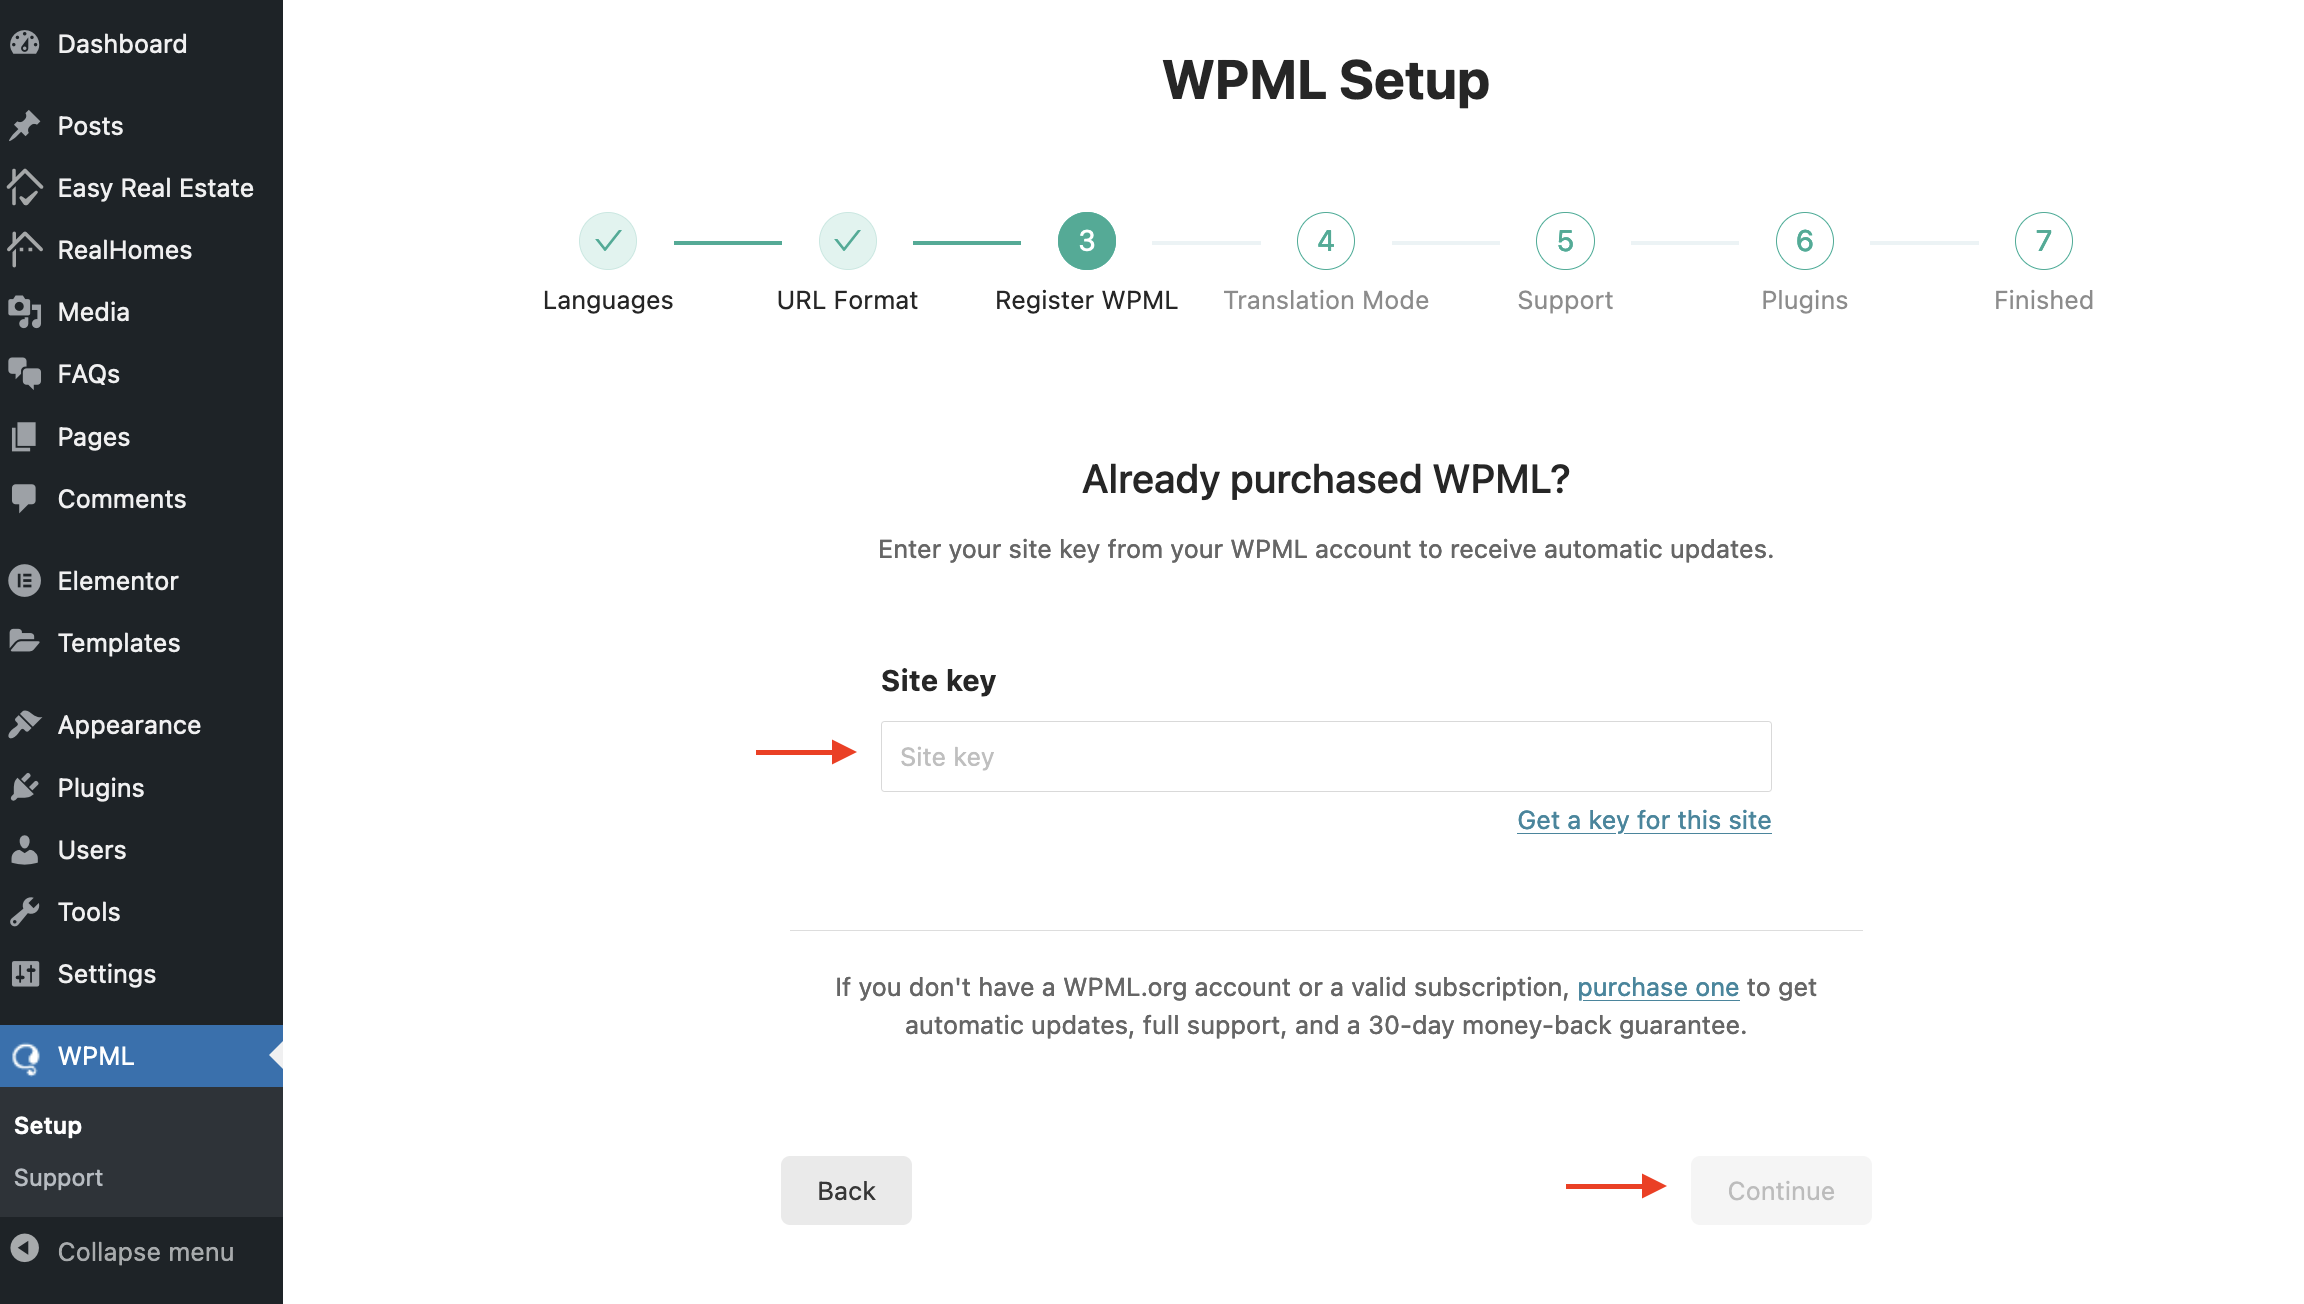 Dashboard
Posts
Easy Real Estate
RealHomes
Media
FAQs
Pages
Comments
Elementor
Templates
Appearance
Plugins
Users
Tools
Settings
WPML
Setup
Support
Collapse menu
WPML Setup
3
4
5
6
7
Languages
URL Format
Register WPML
Translation Mode
Support
Plugins
Finished
Already purchased WPML?
Enter your site key from your WPML account to receive automatic updates.
Site key
Site key
Get a key for this site
If you don't have a WPML.org account or a valid subscription, purchase one to get
automatic updates, full support, and a 30-day money-back guarantee.
Back
Continue